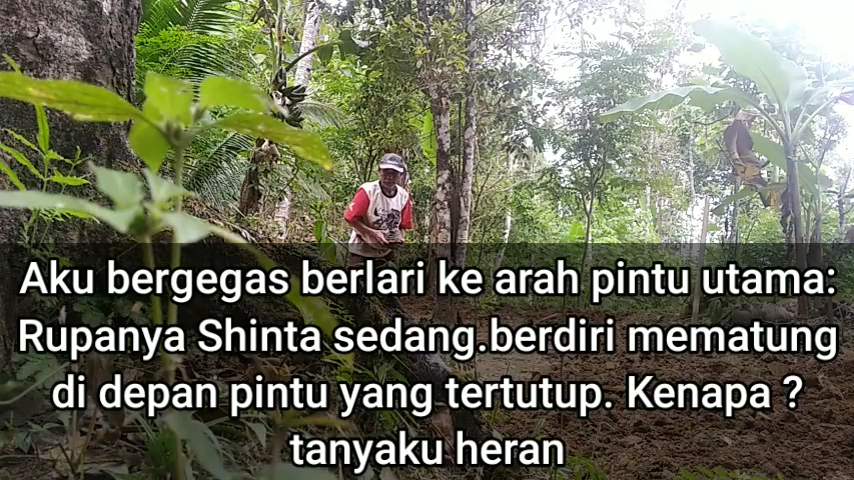 Aku bergegas berlari ke arah pintu utama:
Rupanya Shinta sedang.berdiri mematung
di depan pintu yang tertutup. Kenapa ?
tanyaku heran